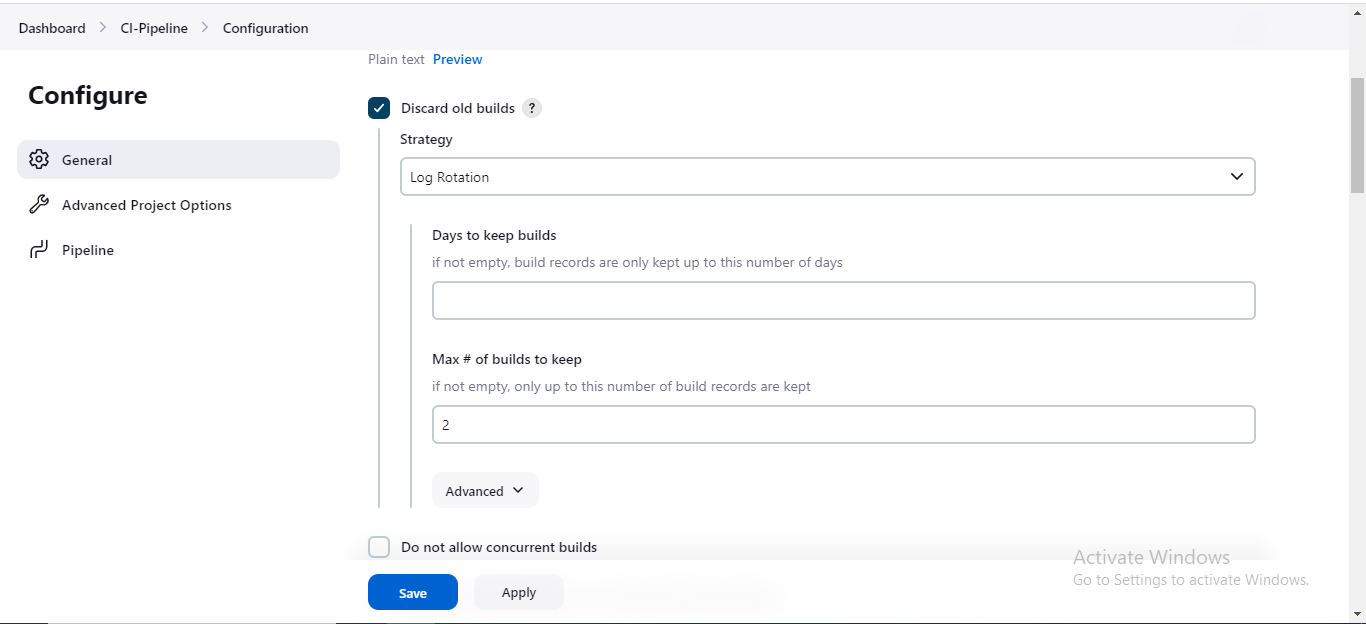 Dashboard > CI-Pipeline > Configuration
Plain text Preview
Configure
General
Advanced Project Options
Pipeline
Discard old builds ?
Strategy
Log Rotation
Days to keep builds
if not empty, build records are only kept up to this number of days
Max # of builds to keep
if not empty, only up to this number of build records are kept
2
Advanced
Do not allow concurrent builds
Save Apply
Activate Windows
Go to Settings to activate Windows.